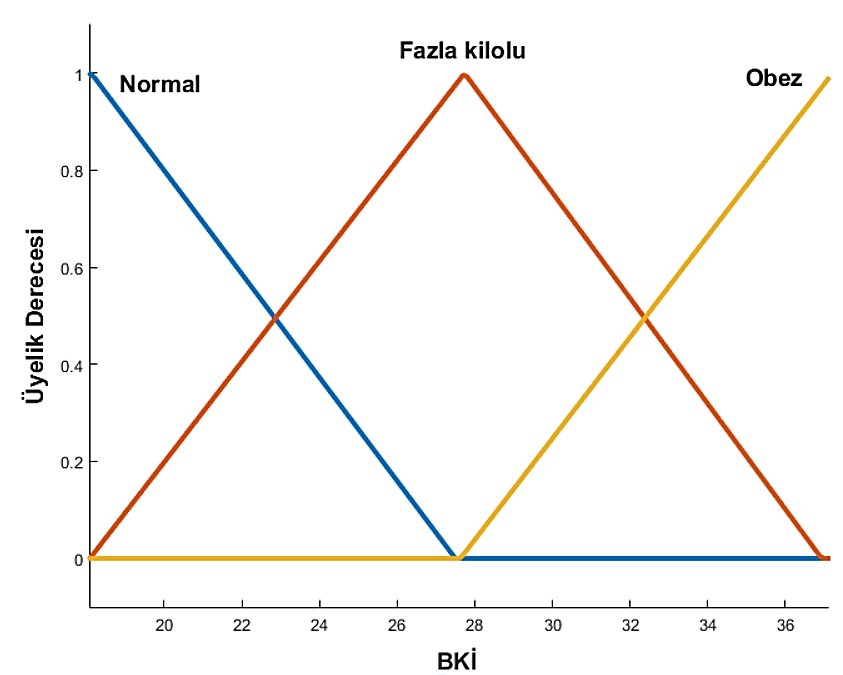 Fazla kilolu
Normal
Obez
1
0.8
0.6
0.4
0.2
0
Üyelik Derecesi
20 22 24 26 28 30 32 34 36
BKİ